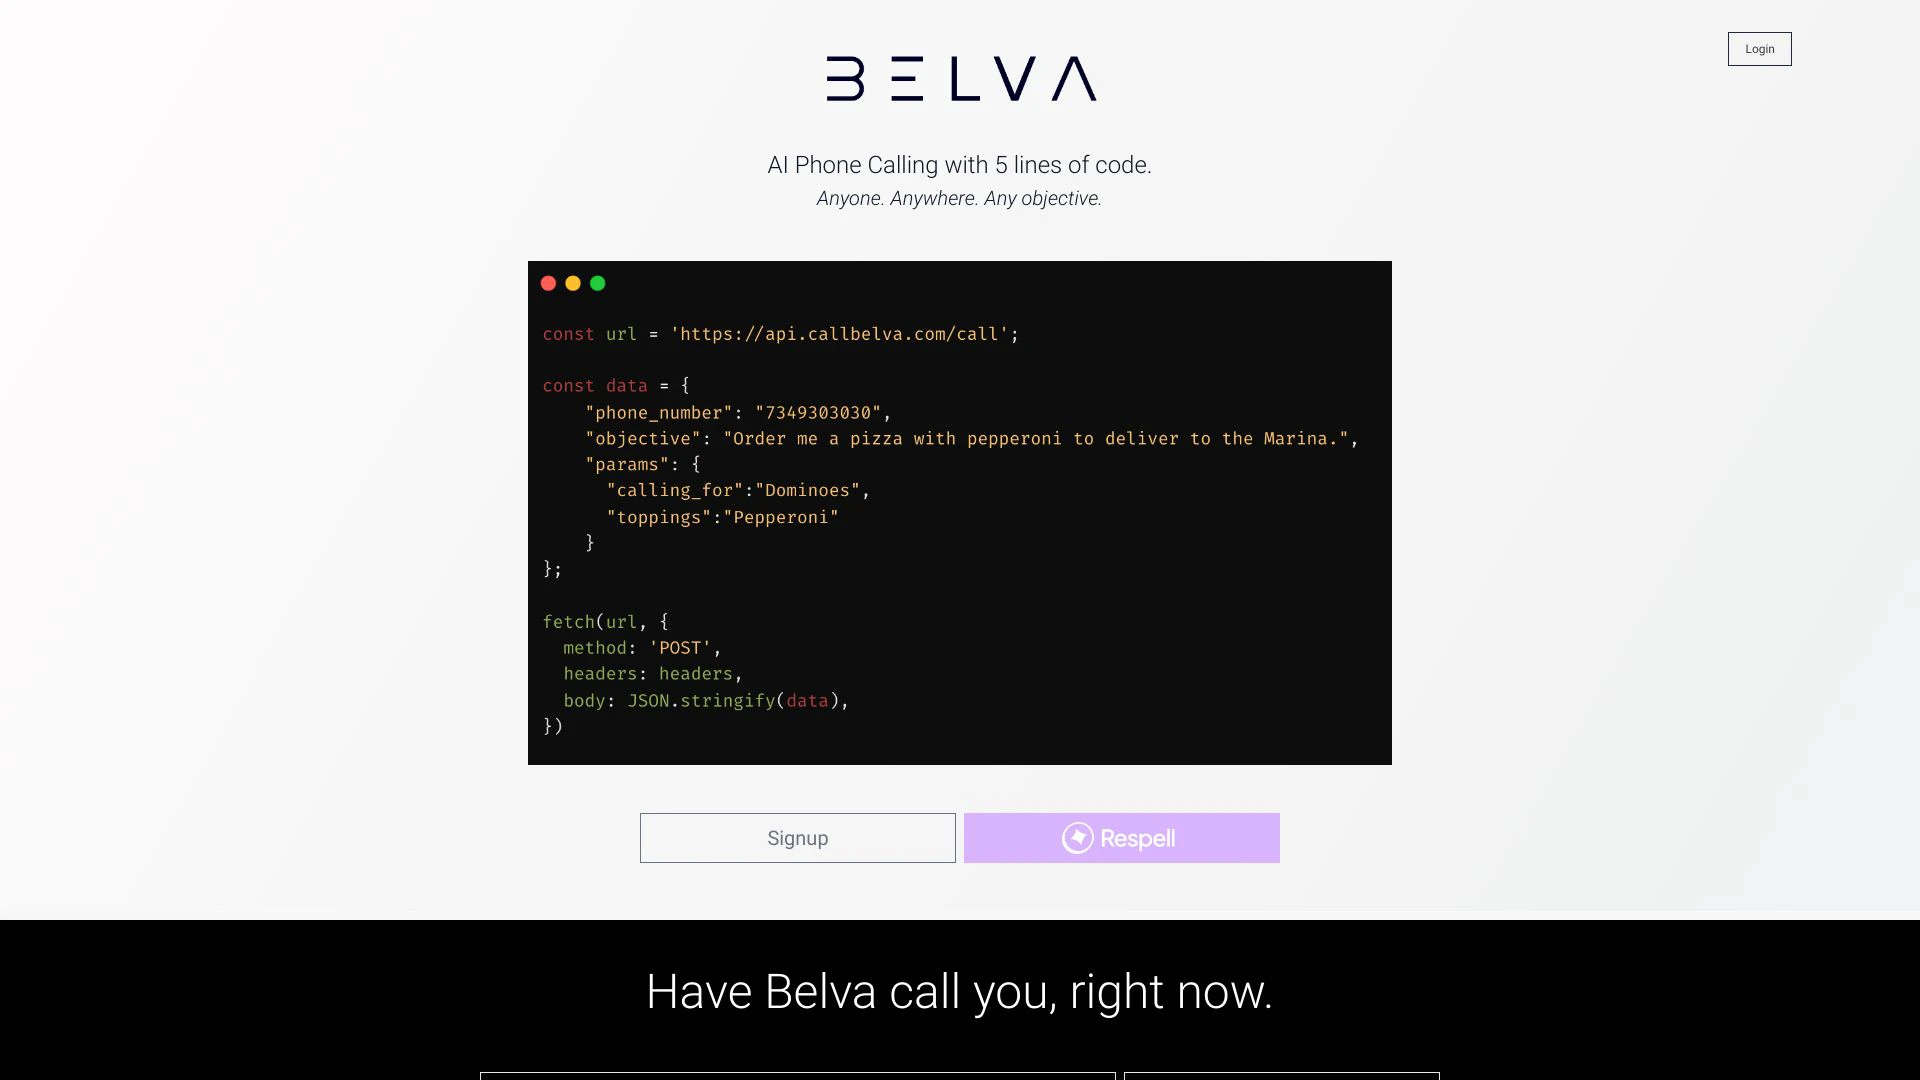 Login
BELVA
AI Phone Calling with 5 lines of code.
Anyone. Anywhere. Any objective.
const url = 'https://api.callbelva.com/call';
const data = {
"phone_number": "7349303030",
"objective": "Order me a pizza with pepperoni to deliver to the Marina.",
"params": {
"calling_for":"Dominoes",
"toppings":"Pepperoni"
}
};
fetch(url, {
method: 'POST',
headers: headers,
body: JSON.stringify(data),
})
Signup
Respell
Have Belva call you, right now.